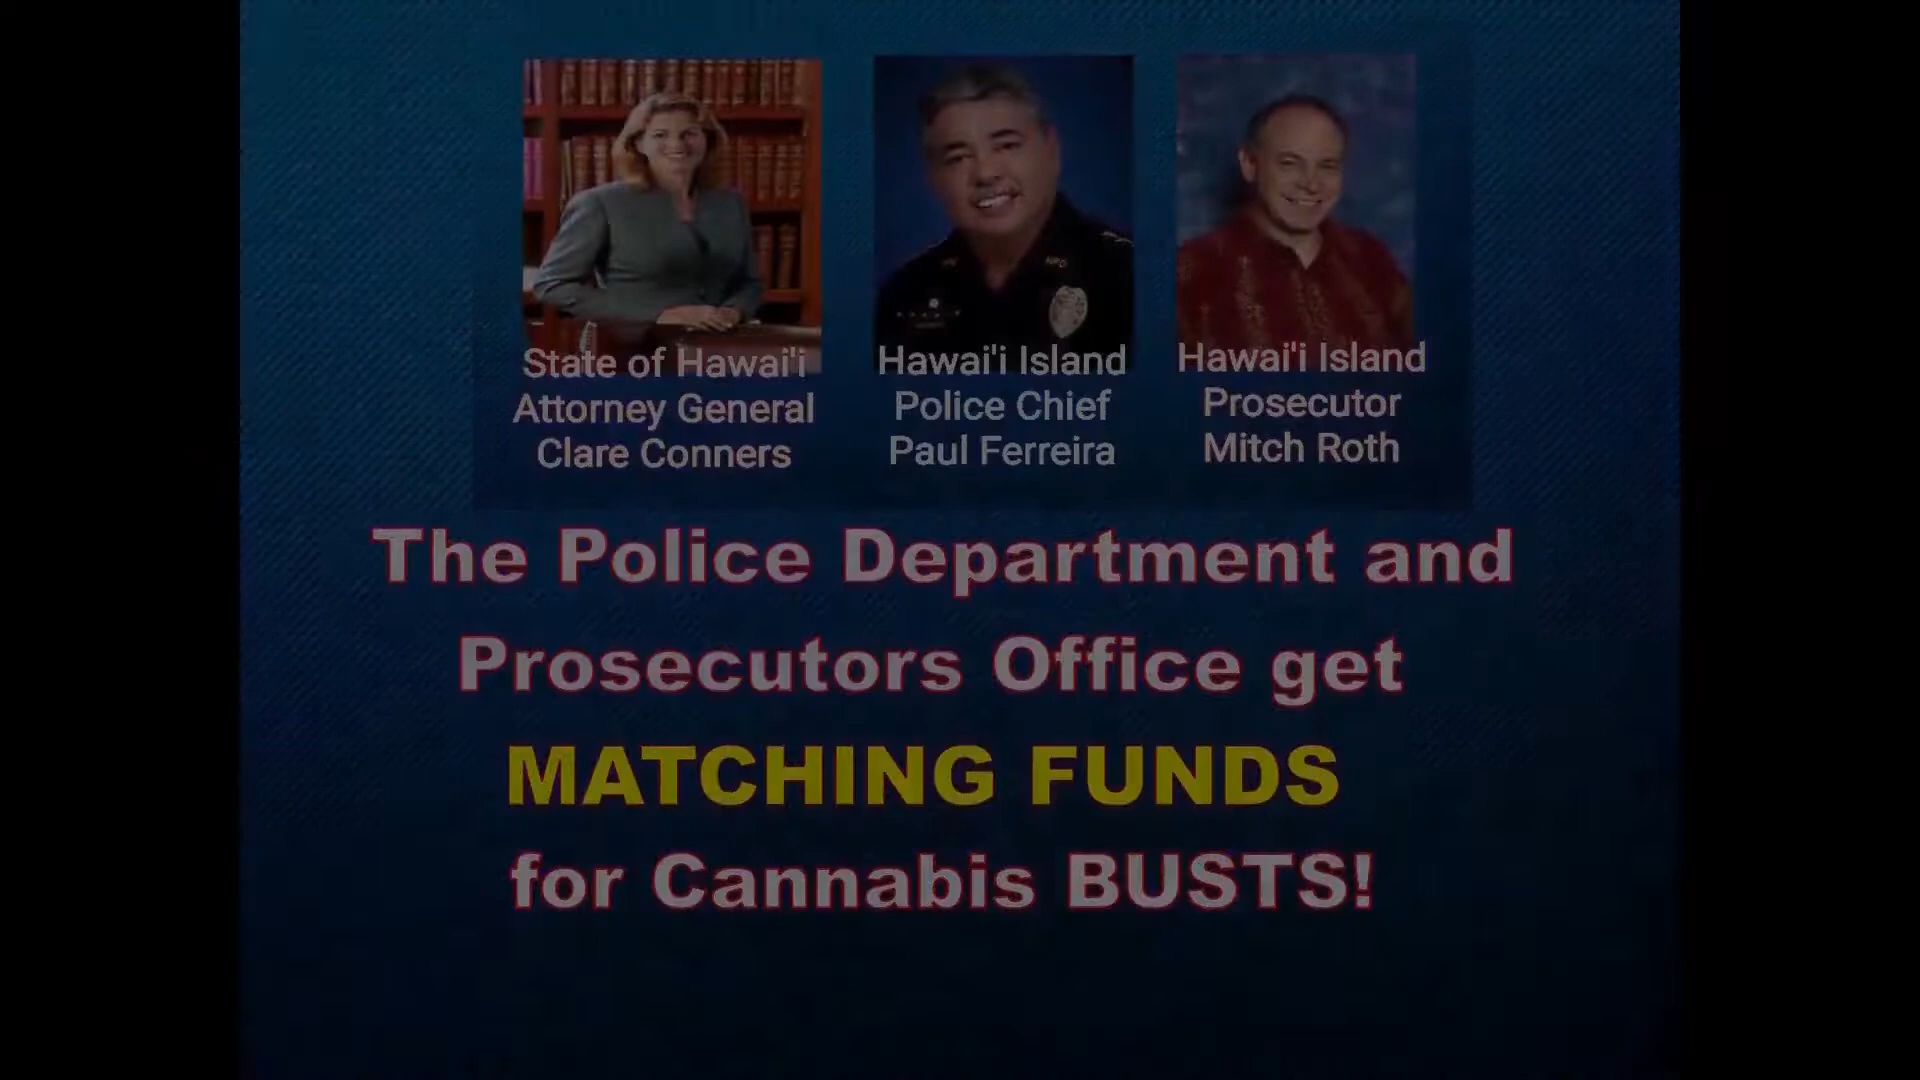 State of Hawai'i
Attorney General
Clare Conners
Hawai'i Island
Police Chief
Paul Ferreira
Hawai'i Island
Prosecutor
Mitch Roth
The Police Department and
Prosecutors Office get
MATCHING FUNDS
for Cannabis BUSTS!